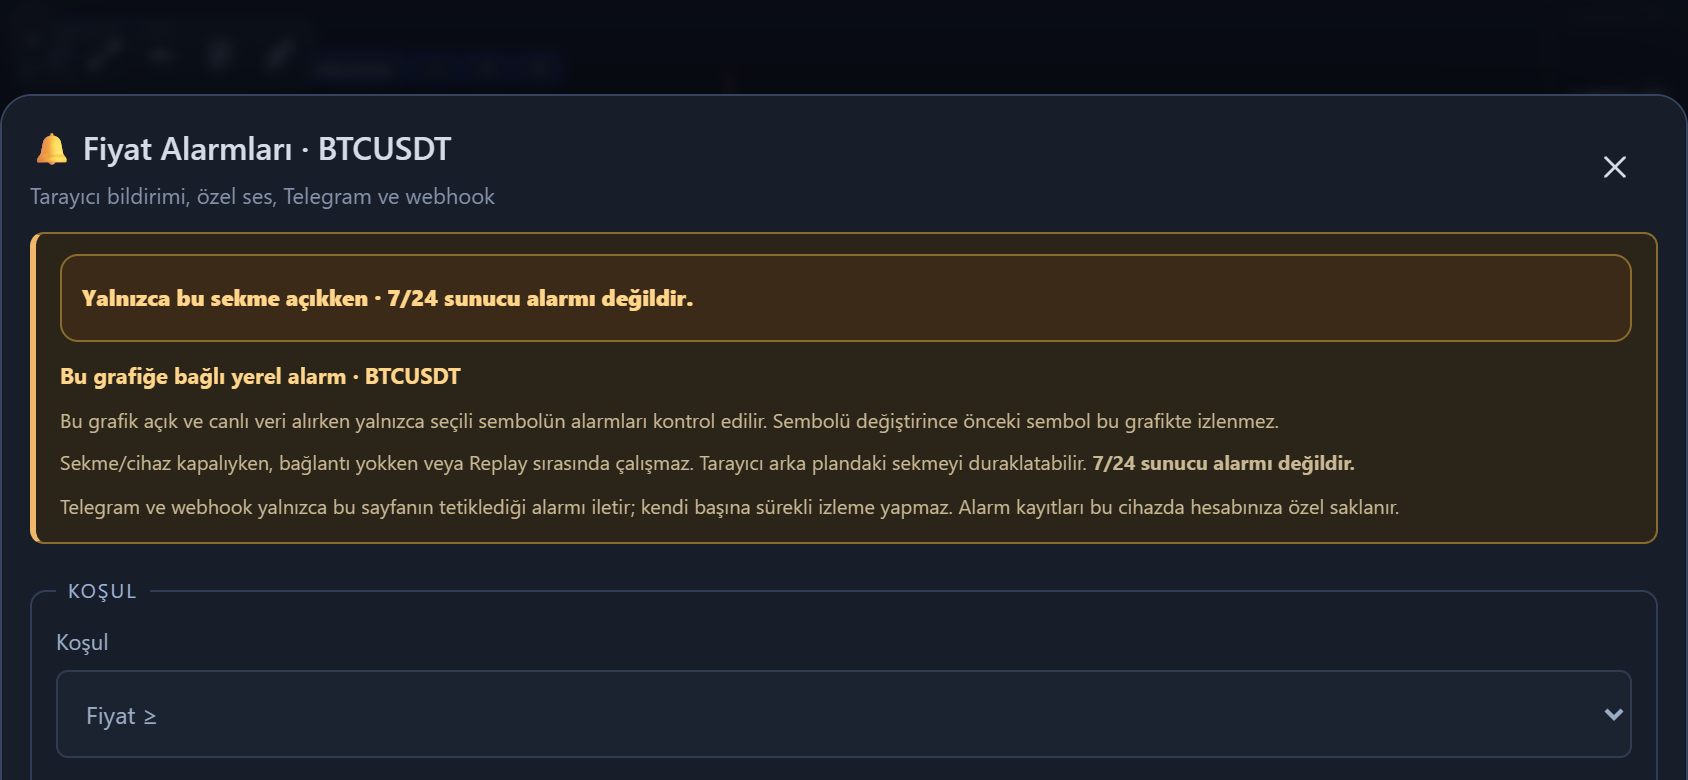 Fiyat Alarmları · BTCUSDT
Tarayıcı bildirimi, özel ses, Telegram ve webhook
Yalnızca bu sekme açıkken · 7/24 sunucu alarmı değildir.
Bu grafiğe bağlı yerel alarm · BTCUSDT
Bu grafik açık ve canlı veri alırken yalnızca seçili sembolün alarmları kontrol edilir. Sembolü değiştirince önceki sembol bu grafikte izlenmez.
Sekme/cihaz kapalıyken, bağlantı yokken veya Replay sırasında çalışmaz. Tarayıcı arka plandaki sekmeyi duraklatabilir. 7/24 sunucu alarmı değildir.
Telegram ve webhook yalnızca bu sayfanın tetiklediği alarmı iletir; kendi başına sürekli izleme yapmaz. Alarm kayıtları bu cihazda hesabınıza özel saklanır.
KOŞUL
Koşul
Fiyat ≥